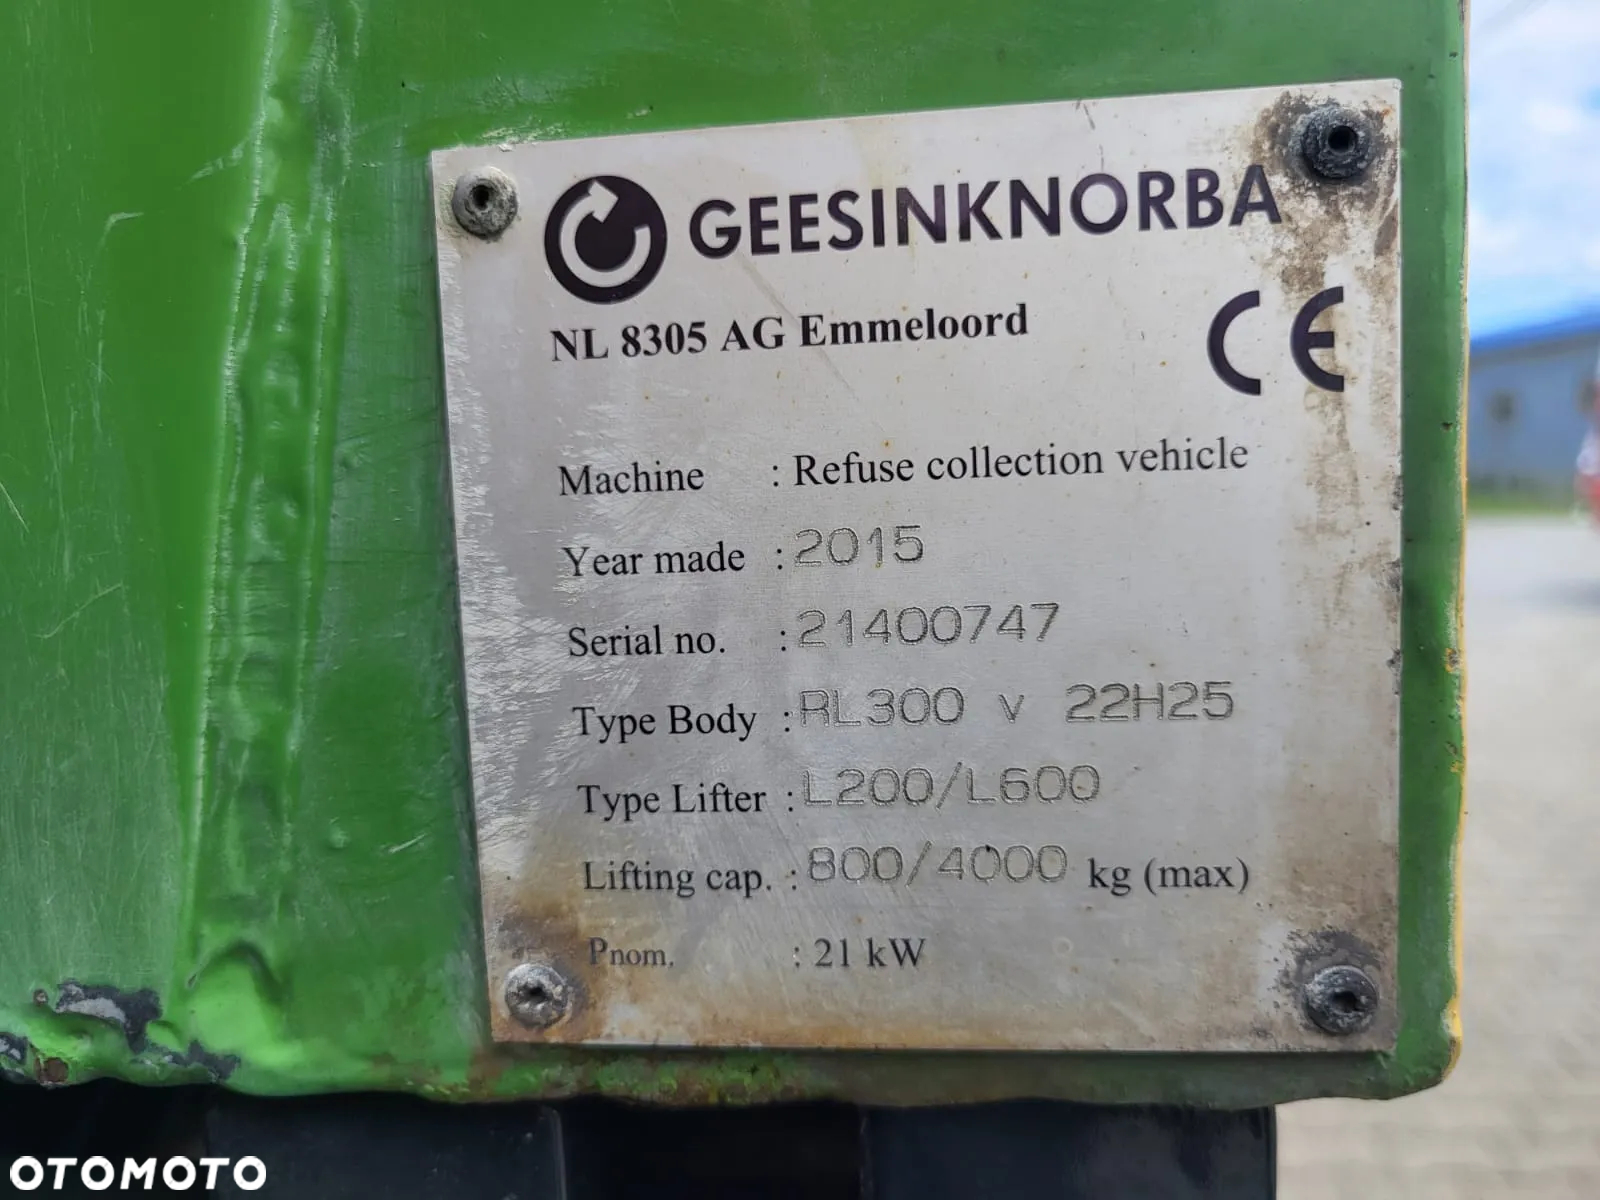 GEESINKNORBA
NL 8305 AG Emmeloord
CE
Machine : Refuse collection vehicle
Year made : 2015
Serial no. : 21400747
Type Body : RL300 v 22H25
Type Lifter : L200/L600
Lifting cap. : 800/4000 kg (max)
Pnom. : 21 kW
OTOMOTO